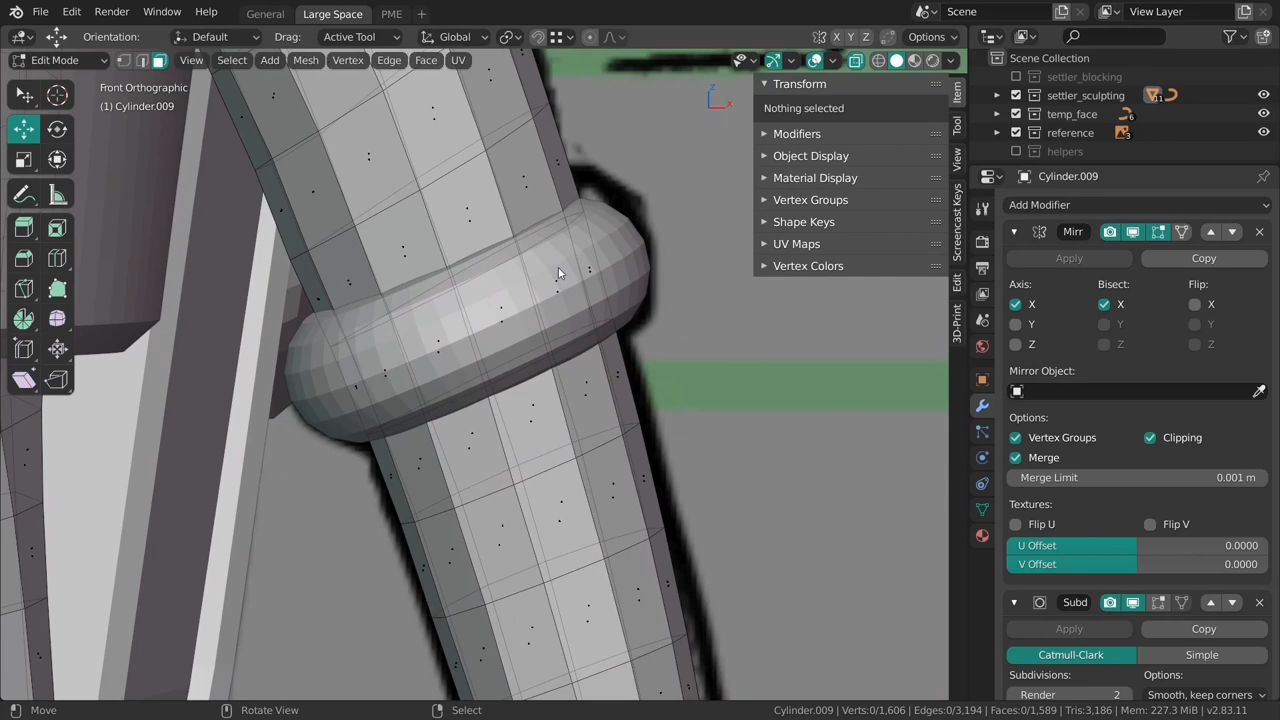 File Edit Render Window Help General Large Space PME + Scene View Layer
Orientation: Default Drag: Active Tool Global X Y Z Options
Edit Mode View Select Add Mesh Vertex Edge Face UV
Front Orthographic
(1) Cylinder.009
Z
X
Transform
Nothing selected
Modifiers
Object Display
Material Display
Vertex Groups
Shape Keys
UV Maps
Vertex Colors
Item
Tool
View
Screencast Keys
Edit
3D-Print
Scene Collection
settler_blocking
settler_sculpting 11
temp_face 6
reference 3
helpers
Cylinder.009
Add Modifier
Mirr
Apply Copy
Axis: Bisect: Flip:
X X X
Y Y Y
Z Z Z
Mirror Object:
Options:
Vertex Groups Clipping
Merge
Merge Limit 0.001 m
Textures:
Flip U Flip V
U Offset 0.0000
V Offset 0.0000
Subd
Apply Copy
Catmull-Clark Simple
Subdivisions: Options:
Render 2 Smooth, keep corners
Move Rotate View Select Cylinder.009 | Verts:0/1,606 | Edges:0/3,194 | Faces:0/1,589 | Tris:3,186 | Mem: 227.3 MiB | v2.83.11